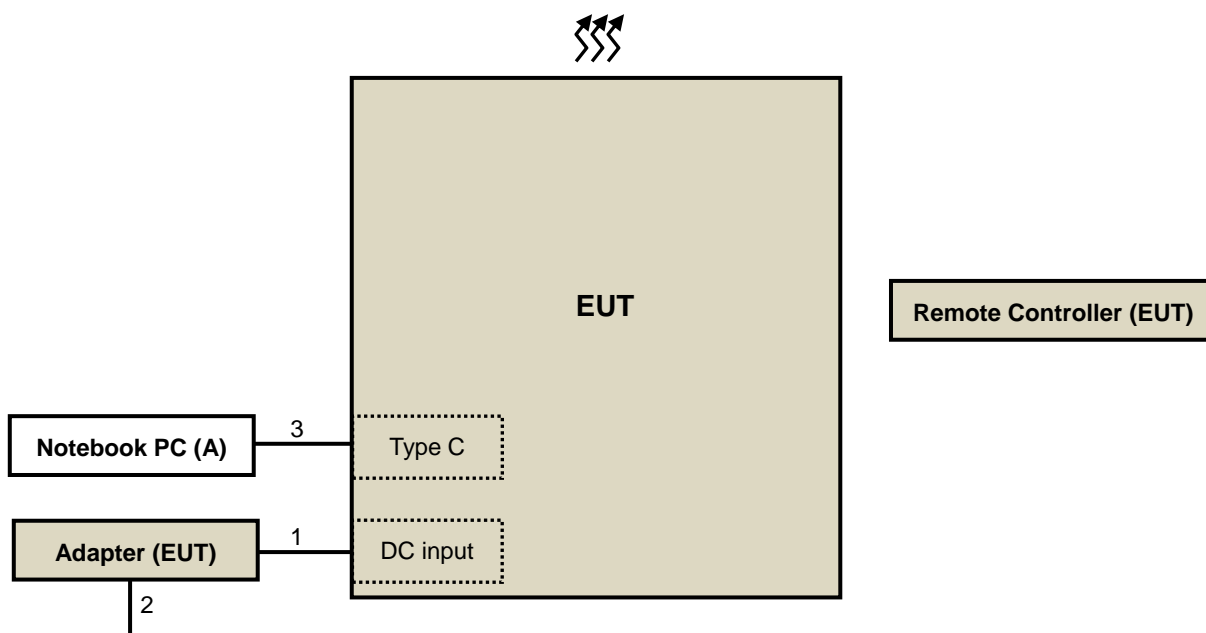 EUT
Remote Controller (EUT)
Notebook PC (A)
3
Type C
Adapter (EUT)
1
DC input
2